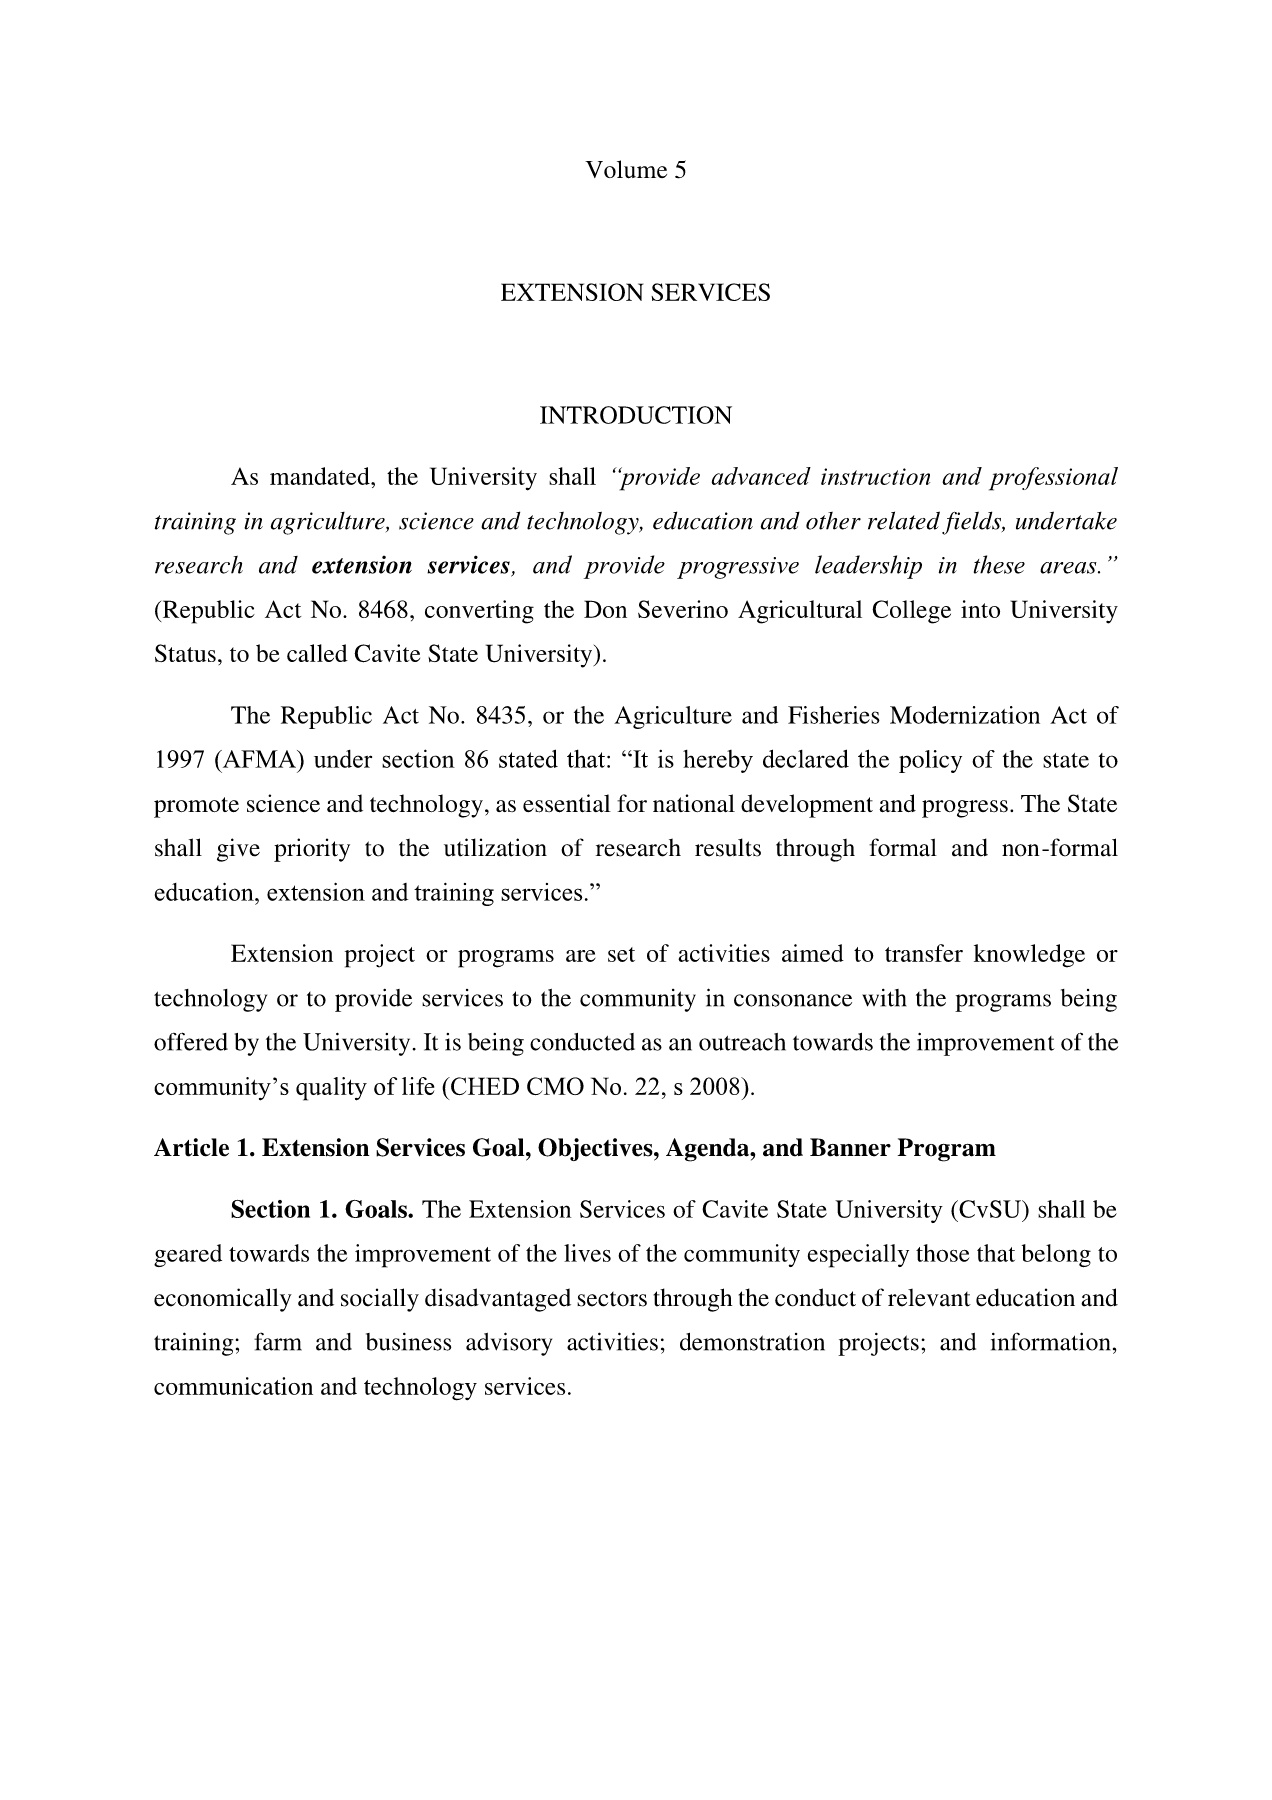 Volume 5
EXTENSION SERVICES
INTRODUCTION
As mandated, the University shall “provide advanced instruction and professional
training in agriculture, science and technology, education and other related fields, undertake
research and extension services, and provide progressive leadership in these areas.”
(Republic Act No. 8468, converting the Don Severino Agricultural College into University
Status, to be called Cavite State University).
The Republic Act No. 8435, or the Agriculture and Fisheries Modernization Act of
1997 (AFMA) under section 86 stated that: “It is hereby declared the policy of the state to
promote science and technology, as essential for national development and progress. The State
shall give priority to the utilization of research results through formal and non-formal
education, extension and training services.”
Extension project or programs are set of activities aimed to transfer knowledge or
technology or to provide services to the community in consonance with the programs being
offered by the University. It is being conducted as an outreach towards the improvement of the
community’s quality of life (CHED CMO No. 22, s 2008).
Article 1. Extension Services Goal, Objectives, Agenda, and Banner Program
Section 1. Goals. The Extension Services of Cavite State University (CvSU) shall be
geared towards the improvement of the lives of the community especially those that belong to
economically and socially disadvantaged sectors through the conduct of relevant education and
training; farm and business advisory activities; demonstration projects; and information,
communication and technology services.